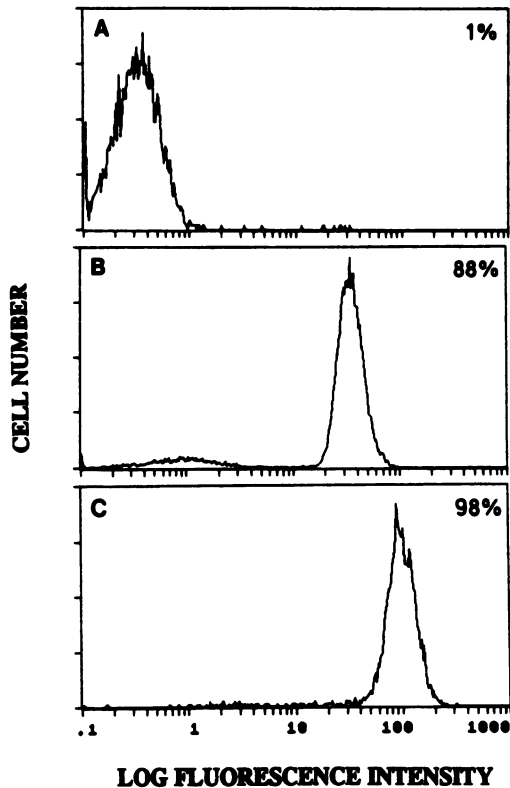 A 1%
B 88%
CELL NUMBER
C 98%
.1 1 10 100 1000
LOG FLUORESCENCE INTENSITY